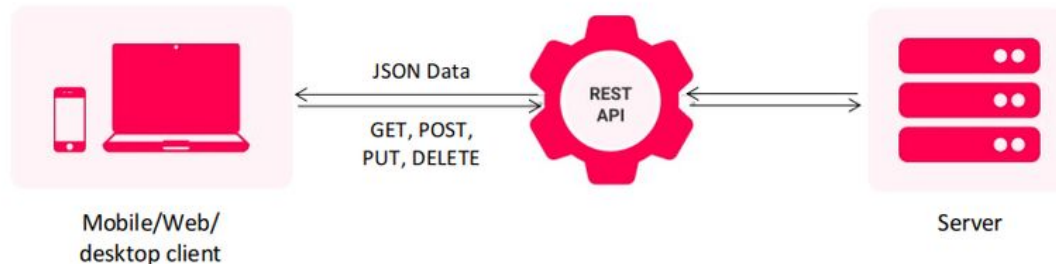 JSON Data
GET, POST,
PUT, DELETE
REST
API
Mobile/Web/
desktop client
Server